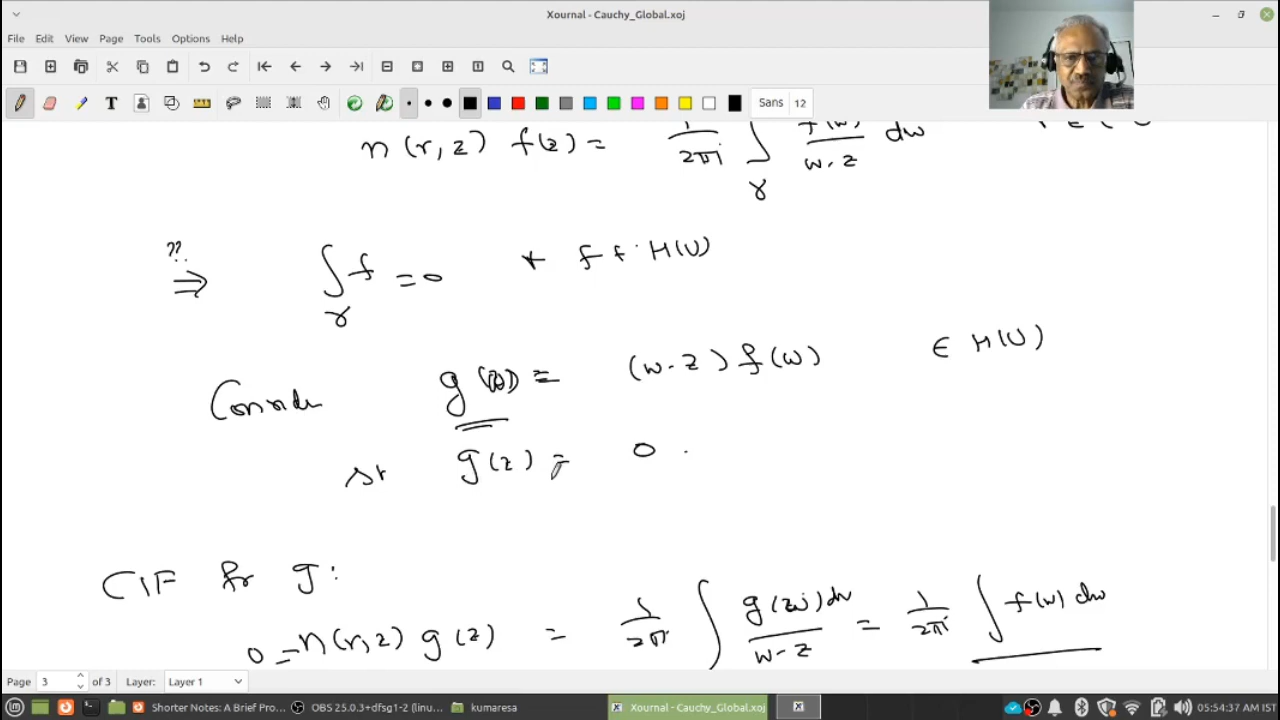 Xournal - Cauchy_Global.xoj
File Edit View Page Tools Options Help
Sans 12
n(γ,z) f(z) = 1/2πi ∫γ f(w)/w-z dw
??
⇒ ∫γ f = 0 ∀ f ∈ H(U)
Consider g(w) = (w-z) f(w) ∈ H(U)
st g(z) = 0.
CIF for g:
0 = n(γ,z) g(z) = 1/2πi ∫ g(w)dw/w-z = 1/2πi ∫ f(w) dw
Page 3 of 3 Layer: Layer 1
Shorter Notes: A Brief Pro... OBS 25.0.3+dfsg1-2 (linu... kumaresa Xournal - Cauchy_Global.xoj 05:54:37 AM IST